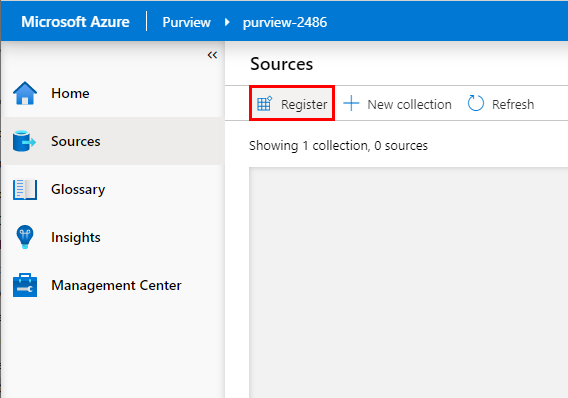 Microsoft Azure Purview purview-2486
Sources
Home
Register New collection Refresh
Sources
Showing 1 collection, 0 sources
Glossary
Insights
Management Center